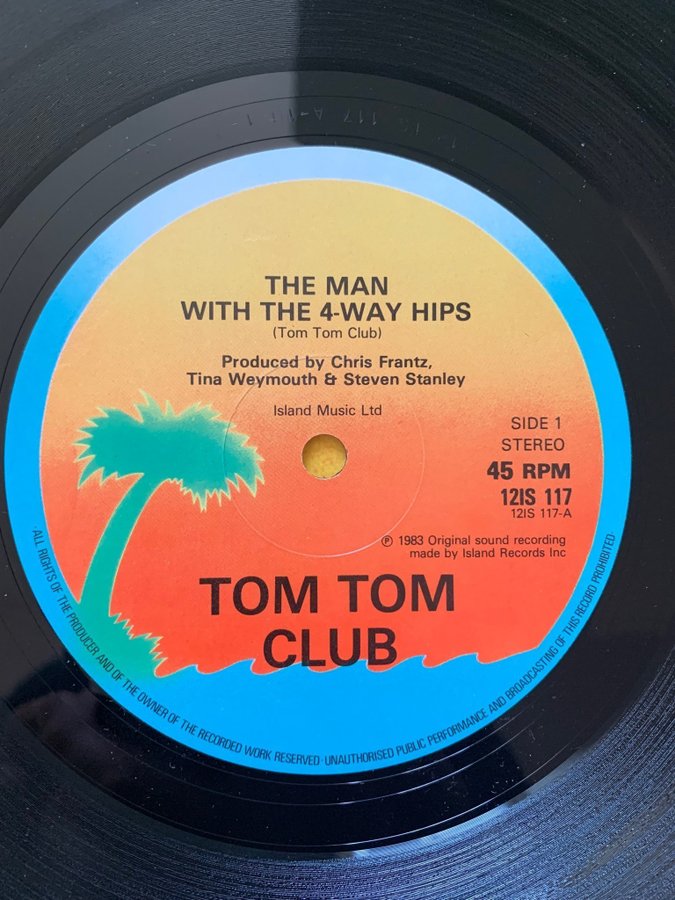 THE MAN
WITH THE 4-WAY HIPS
(Tom Tom Club)
Produced by Chris Frantz,
Tina Weymouth & Steven Stanley
Island Music Ltd
SIDE 1
STEREO
45 RPM
12IS 117
12IS 117-A
℗ 1983 Original sound recording
made by Island Records Inc
TOM TOM
CLUB
·ALL RIGHTS OF THE PRODUCER AND OF THE OWNER OF THE RECORDED WORK RESERVED·UNAUTHORISED PUBLIC PERFORMANCE AND BROADCASTING OF THIS RECORD PROHIBITED·